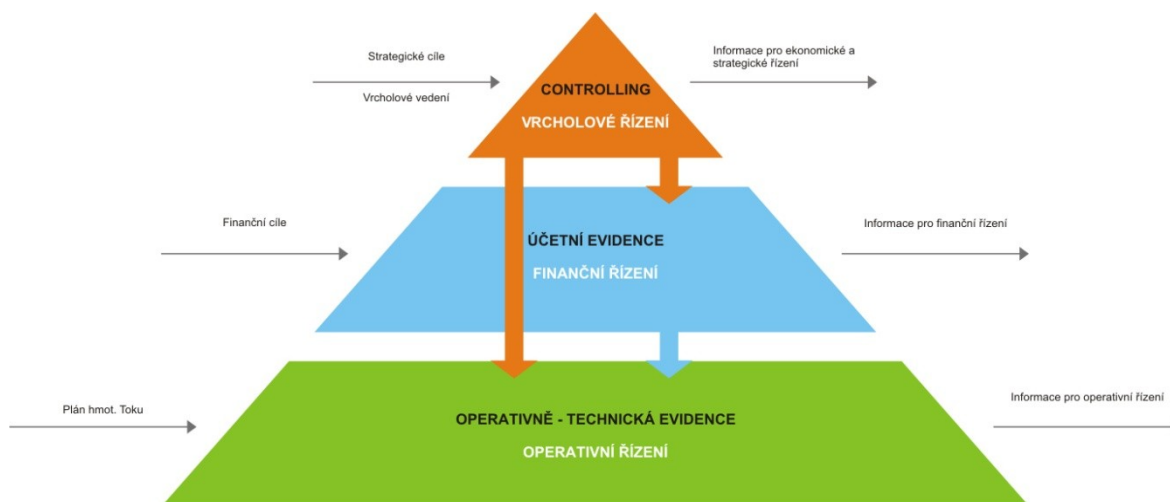 Strategické cíle
Vrcholové vedení
CONTROLLING
VRCHOLOVÉ ŘÍZENÍ
Informace pro ekonomické a
strategické řízení
Finanční cíle
ÚČETNÍ EVIDENCE
FINANČNÍ ŘÍZENÍ
Informace pro finanční řízení
Plán hmot. Toku
OPERATIVNĚ - TECHNICKÁ EVIDENCE
OPERATIVNÍ ŘÍZENÍ
Informace pro operativní řízení